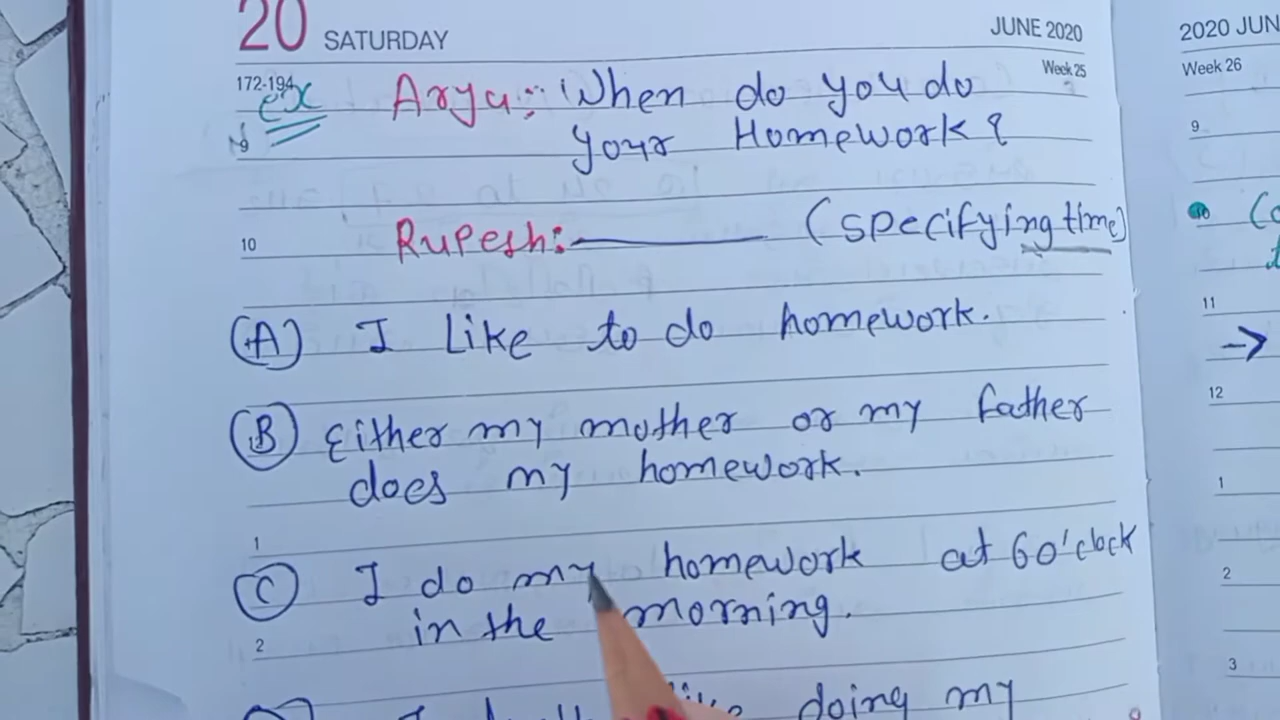 20 SATURDAY JUNE 2020
172-194 Week 25
ex Arya: When do you do
your Homework?
Rupesh: ———— (specifying time)
(A) I Like to do homework.
(B) Either my mother or my father
does my homework.
(C) I do my homework at 6 o'clock
in the morning.
doing my
9
10
1
2
2020 JUN
Week 26
9
10
11
->
12
1
2
3